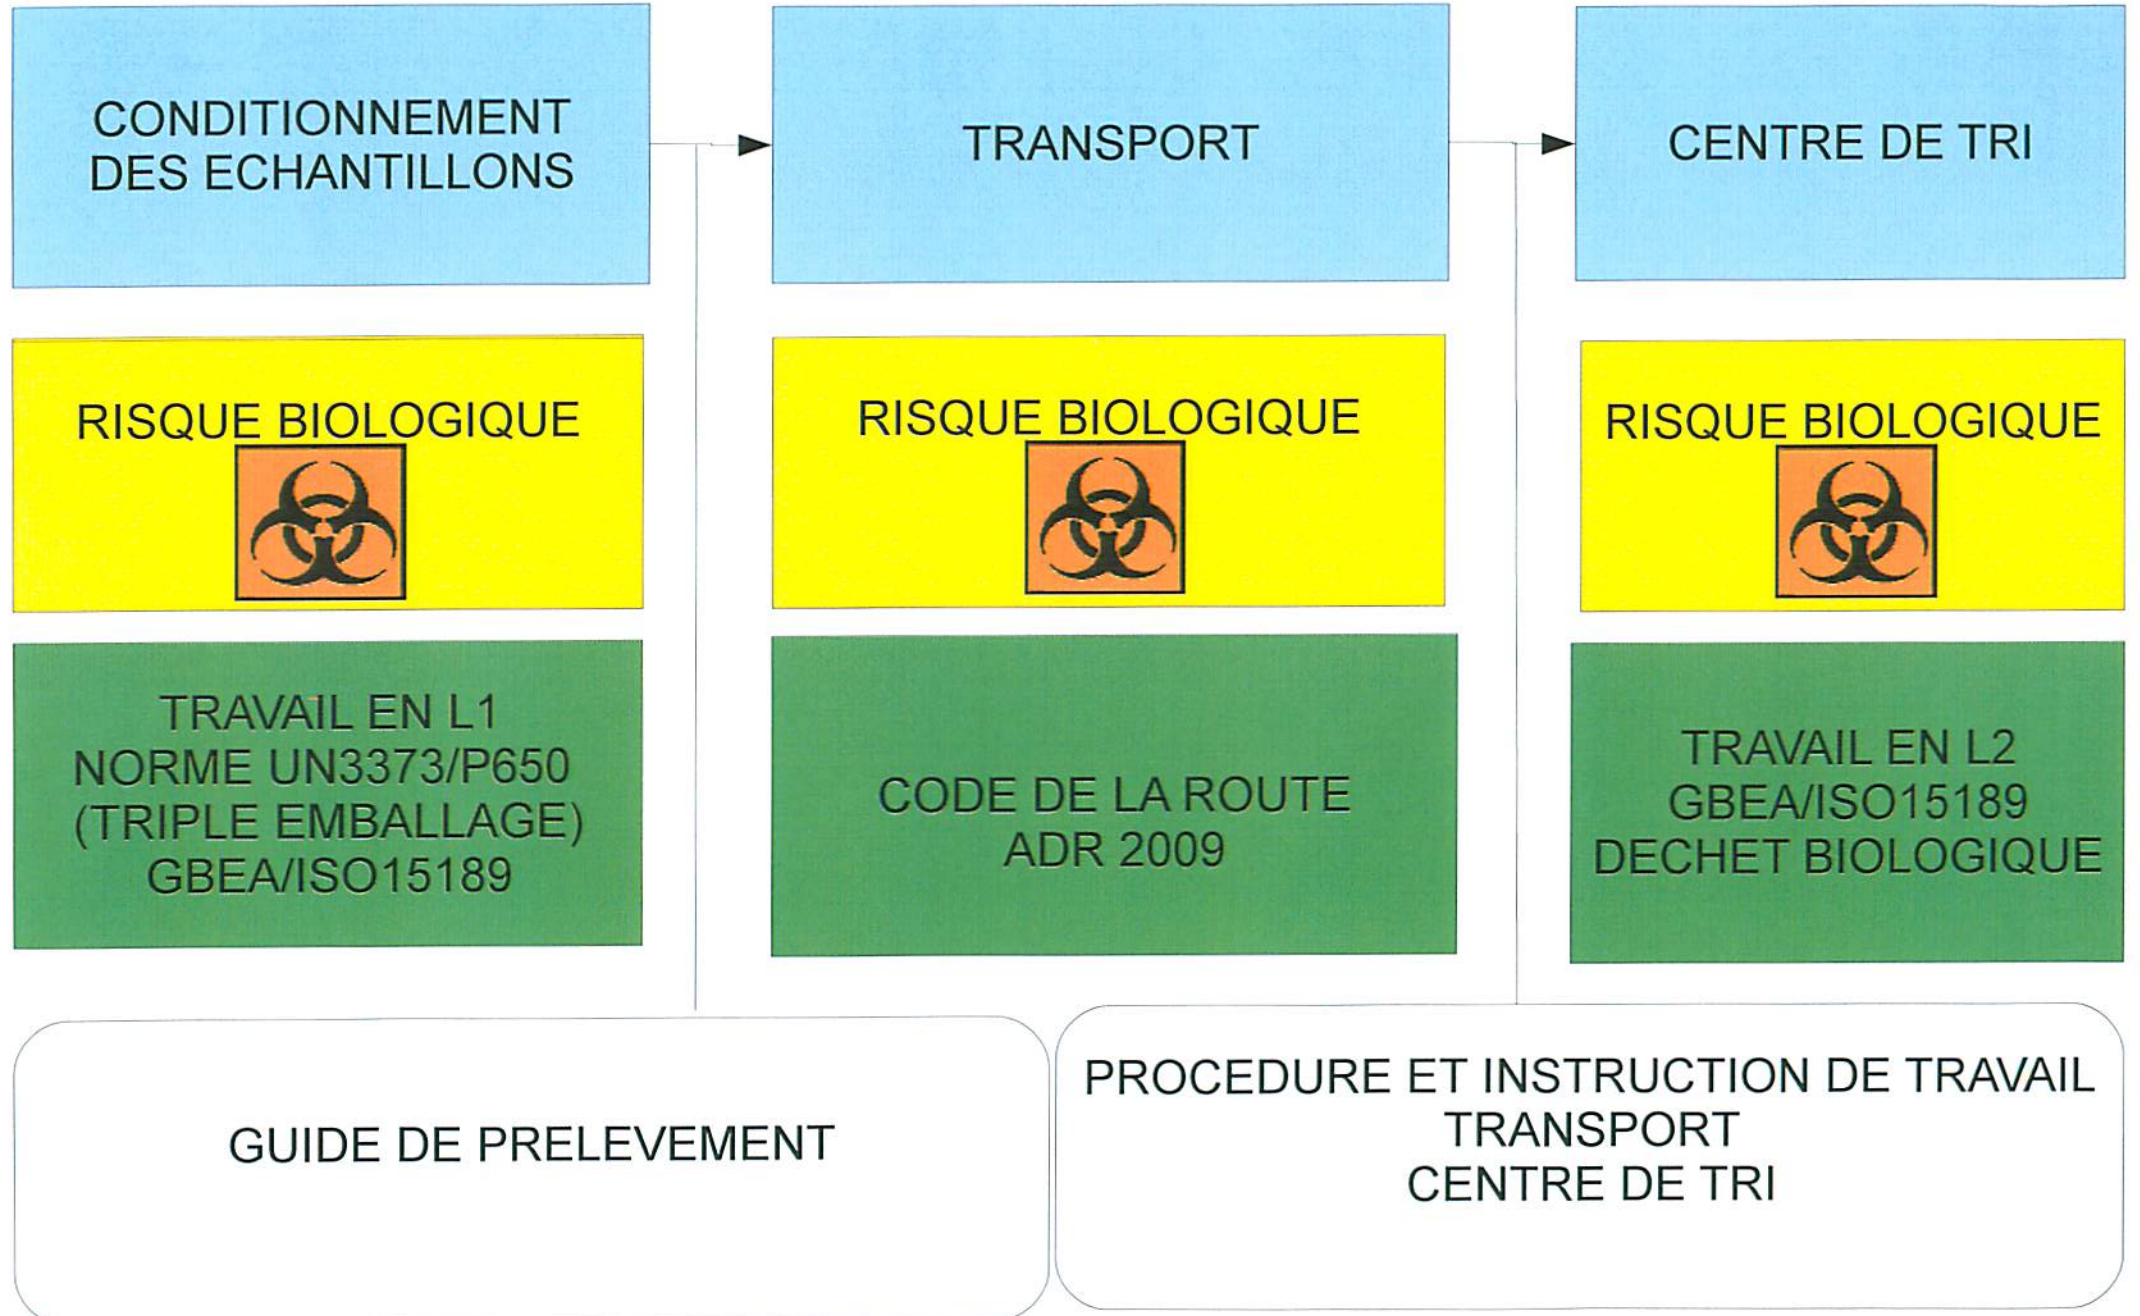 CONDITIONNEMENT
DES ECHANTILLONS
TRANSPORT
CENTRE DE TRI
RISQUE BIOLOGIQUE
RISQUE BIOLOGIQUE
RISQUE BIOLOGIQUE
TRAVAIL EN L1
NORME UN3373/P650
(TRIPLE EMBALLAGE)
GBEA/ISO15189
CODE DE LA ROUTE
ADR 2009
TRAVAIL EN L2
GBEA/ISO15189
DECHET BIOLOGIQUE
GUIDE DE PRELEVEMENT
PROCEDURE ET INSTRUCTION DE TRAVAIL
TRANSPORT
CENTRE DE TRI